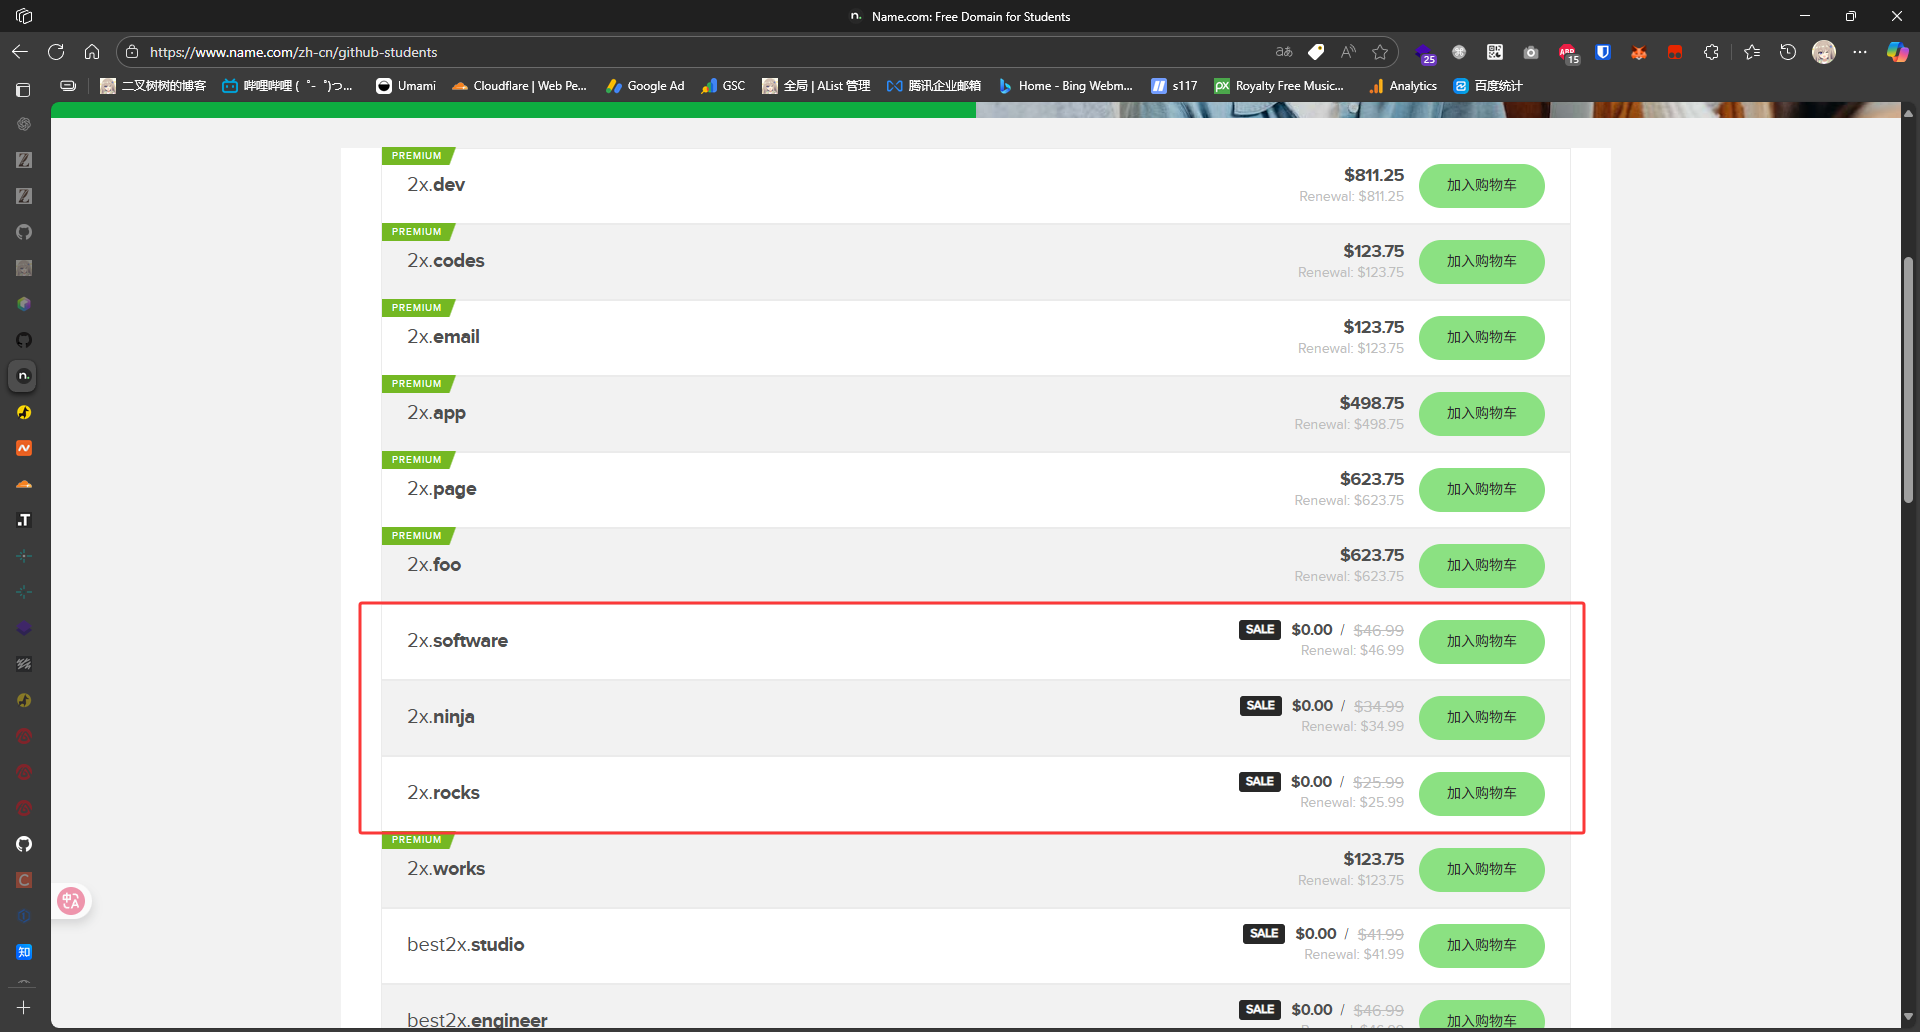 Name.com: Free Domain for Students
https://www.name.com/zh-cn/github-students
25
15
二叉树树的博客
哔哩哔哩 (゜-゜)つ...
Umami
Cloudflare | Web Pe...
Google Ad
GSC
全局 | AList 管理
腾讯企业邮箱
Home - Bing Webm...
s117
Royalty Free Music...
Analytics
百度统计
PREMIUM
2x.dev
$811.25
Renewal: $811.25
加入购物车
PREMIUM
2x.codes
$123.75
Renewal: $123.75
加入购物车
PREMIUM
2x.email
$123.75
Renewal: $123.75
加入购物车
PREMIUM
2x.app
$498.75
Renewal: $498.75
加入购物车
PREMIUM
2x.page
$623.75
Renewal: $623.75
加入购物车
PREMIUM
2x.foo
$623.75
Renewal: $623.75
加入购物车
2x.software
SALE $0.00 / $46.99
Renewal: $46.99
加入购物车
2x.ninja
SALE $0.00 / $34.99
Renewal: $34.99
加入购物车
2x.rocks
SALE $0.00 / $25.99
Renewal: $25.99
加入购物车
PREMIUM
2x.works
$123.75
Renewal: $123.75
加入购物车
best2x.studio
SALE $0.00 / $41.99
Renewal: $41.99
加入购物车
best2x.engineer
SALE $0.00 / $46.99
加入购物车